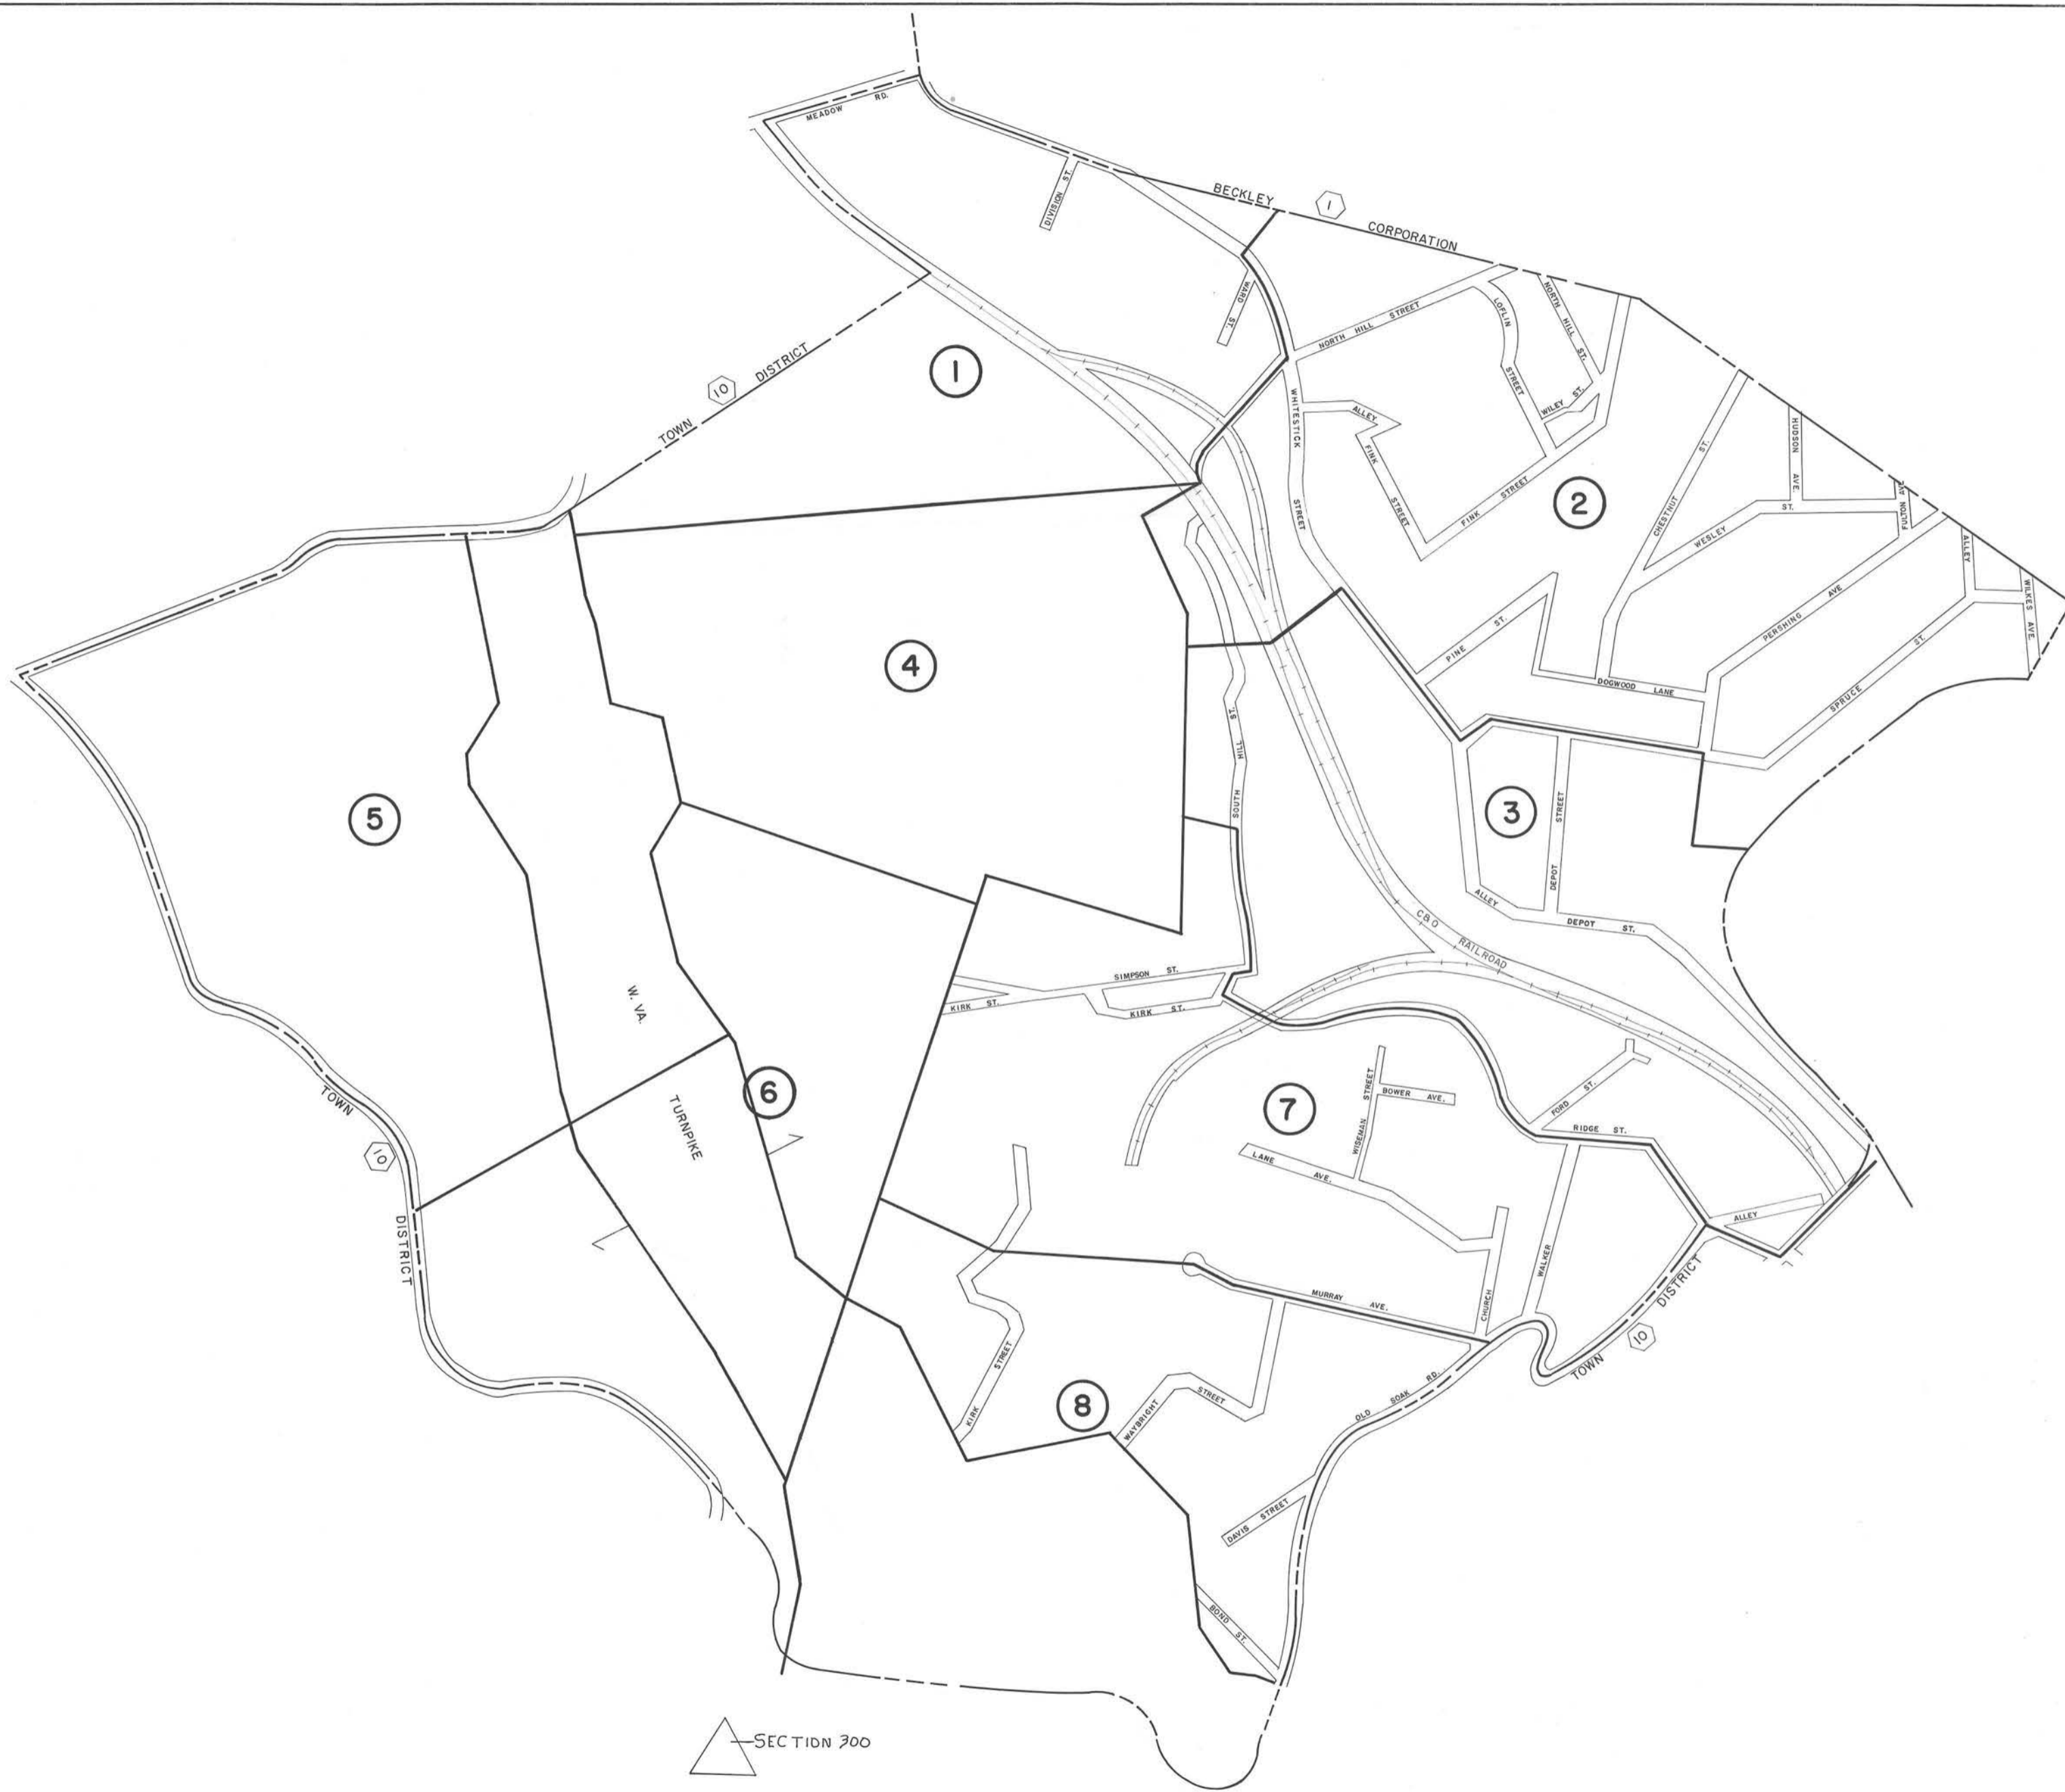 MEADOW RD.
DIVISION ST.
BECKLEY
1
CORPORATION
WARD ST.
NORTH HILL STREET
LOFLIN
STREET
NORTH HILL ST.
WILEY ST.
10
TOWN DISTRICT
1
WHITESTICK
STREET
ALLEY
FINK
STREET
FINK STREET
2
CHESTNUT ST.
HUDSON AVE.
WESLEY ST.
FULTON AVE
ALLEY
WILKES AVE.
PERSHING AVE
SPRUCE ST.
PINE ST.
DOGWOOD LANE
4
SOUTH HILL ST.
5
3
DEPOT STREET
ALLEY
DEPOT ST.
C&O RAILROAD
SIMPSON ST.
KIRK ST.
KIRK ST.
W. VA.
TURNPIKE
6
TOWN
10
DISTRICT
7
WISEMAN STREET
BOWER AVE.
LANE AVE.
FORD ST.
RIDGE ST.
WALKER
ALLEY
CHURCH
MURRAY AVE.
TOWN
10
DISTRICT
KIRK STREET
8
WAYBRIGHT
STREET
OLD SOAK RD.
DAVIS STREET
BOND ST.
SECTION 300